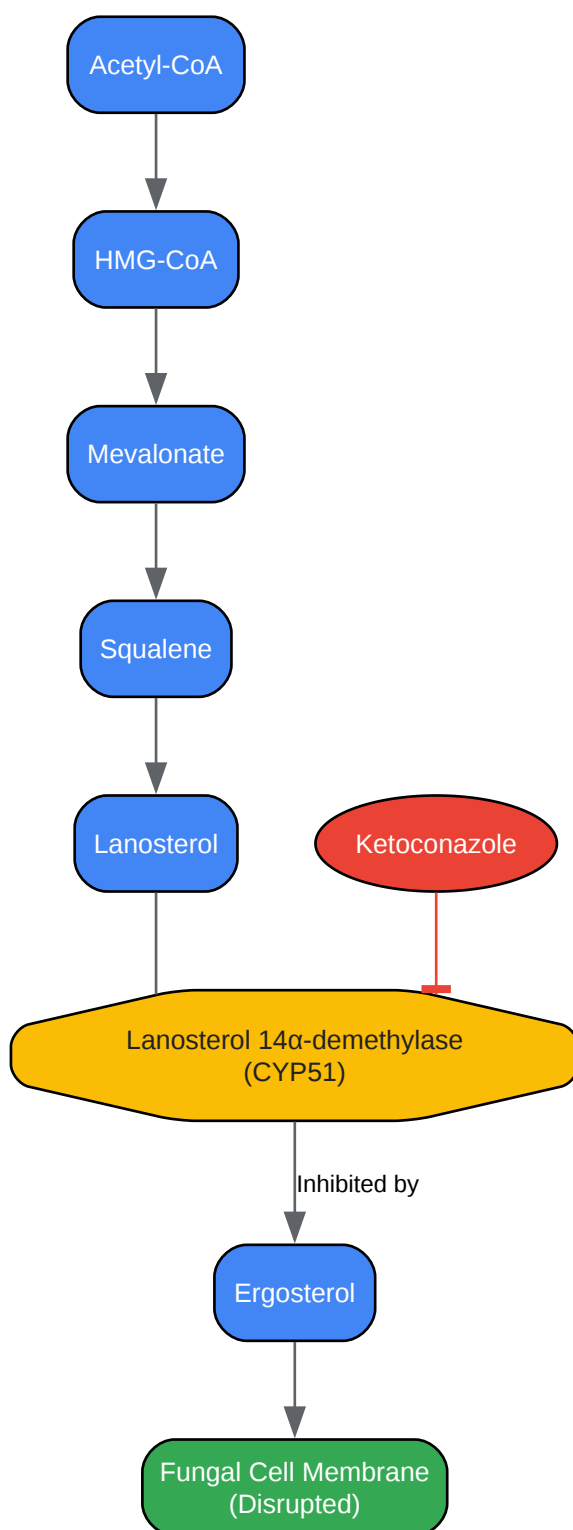 Acetyl-CoA
HMG-CoA
Mevalonate
Squalene
Lanosterol
Ketoconazole
Lanosterol 14α-demethylase
(CYP51)
Inhibited by
Ergosterol
Fungal Cell Membrane
(Disrupted)